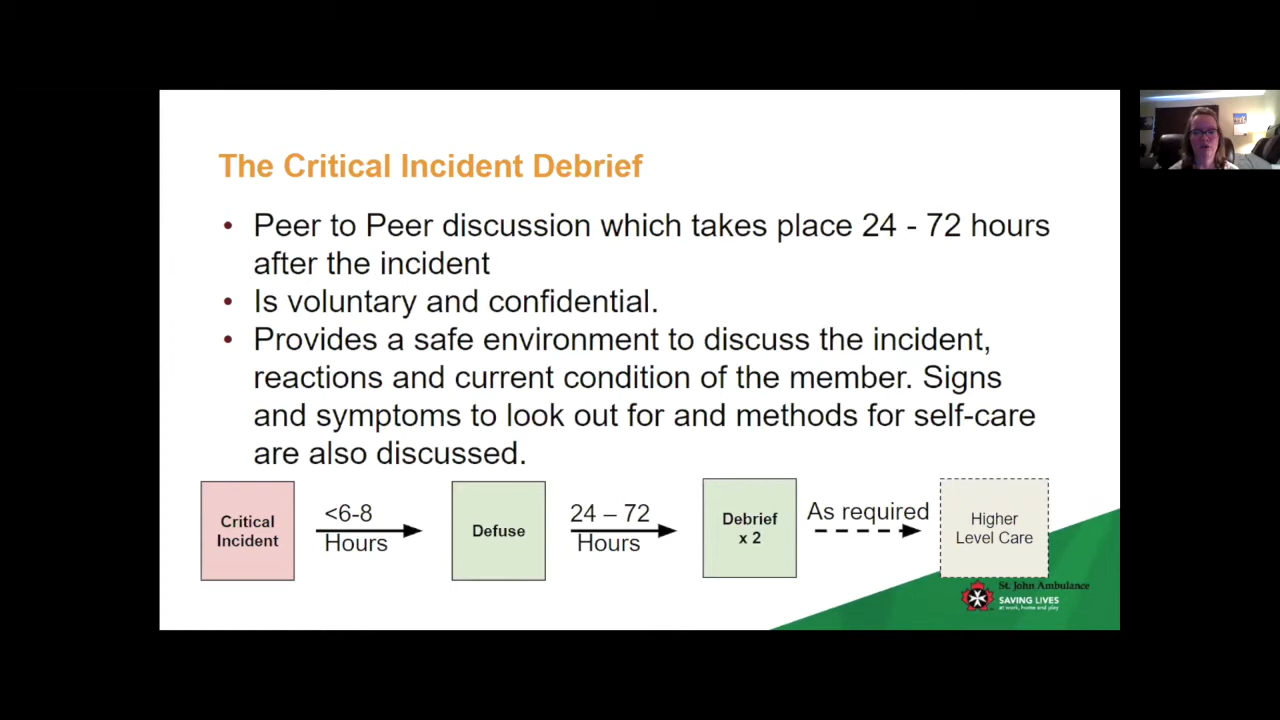 The Critical Incident Debrief
• Peer to Peer discussion which takes place 24 - 72 hours
after the incident
• Is voluntary and confidential.
• Provides a safe environment to discuss the incident,
reactions and current condition of the member. Signs
and symptoms to look out for and methods for self-care
are also discussed.
Critical
Incident
<6-8
Hours
Defuse
24 – 72
Hours
Debrief
x 2
As required
Higher
Level Care
St. John Ambulance
SAVING LIVES
at work, home and play